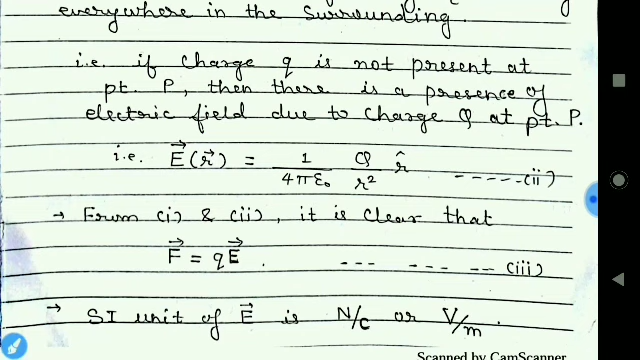 everywhere in the surrounding.
i.e. if charge q is not present at
pt. P, then there is a presence of
electric field due to charge Q at pt. P.
i.e. E⃗(r⃗) = 1/4πε₀ Q/r² r̂ -----(ii)
→ From (i) & (ii), it is clear that
F⃗ = qE⃗. --- --- -- (iii)
→ SI unit of E⃗ is N/C or V/m.
Scanned by CamScanner